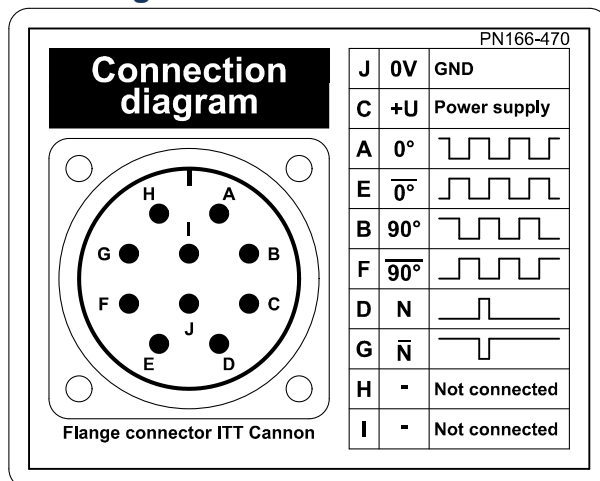 PN166-470
Connection
diagram
J 0V GND
C +U Power supply
A 0°
E 0̅°̅
B 90°
F 9̅0̅°̅
D N
G N̅
H - Not connected
I - Not connected
H A
I
G B
F C
J
E D
Flange connector ITT Cannon